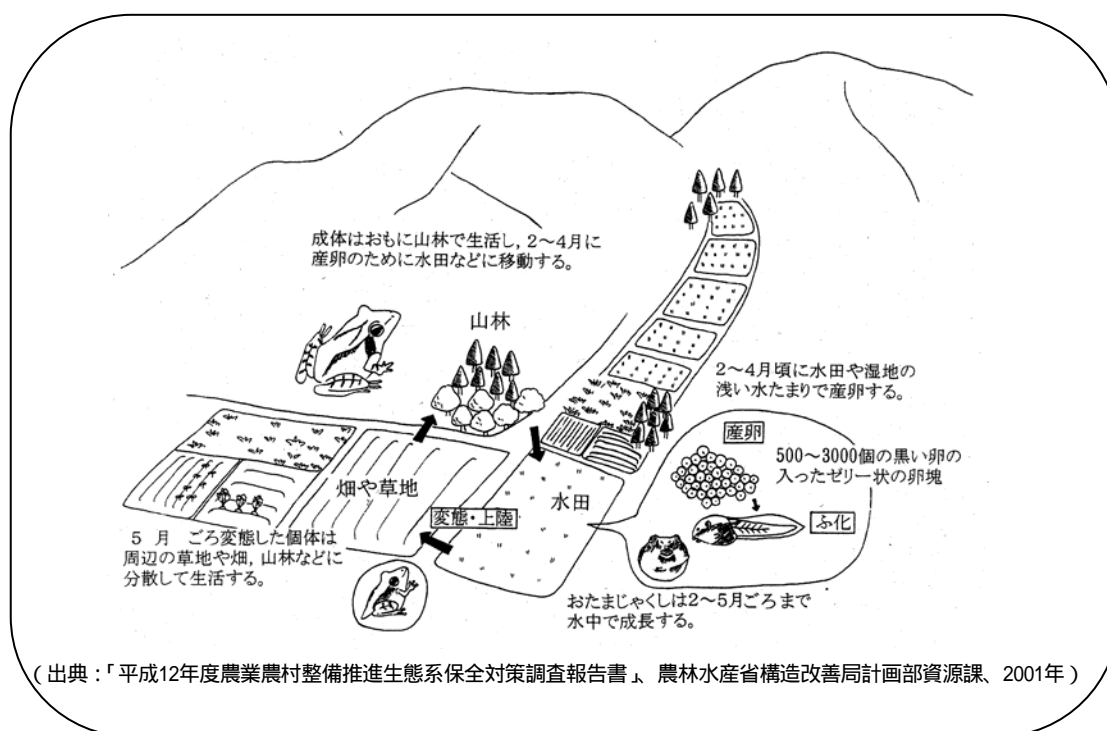 成体はおもに山林で生活し，2～4月に
産卵のために水田などに移動する。
山林
2～4月頃に水田や湿地の
浅い水たまりで産卵する。
産卵
500～3000個の黒い卵の
入ったゼリー状の卵塊
ふ化
水田
畑や草地
変態・上陸
5 月 ごろ変態した個体は
周辺の草地や畑，山林などに
分散して生活する。
おたまじゃくしは2～5月ごろまで
水中で成長する。
(出典：「平成12年度農業農村整備推進生態系保全対策調査報告書」、農林水産省構造改善局計画部資源課、2001年)